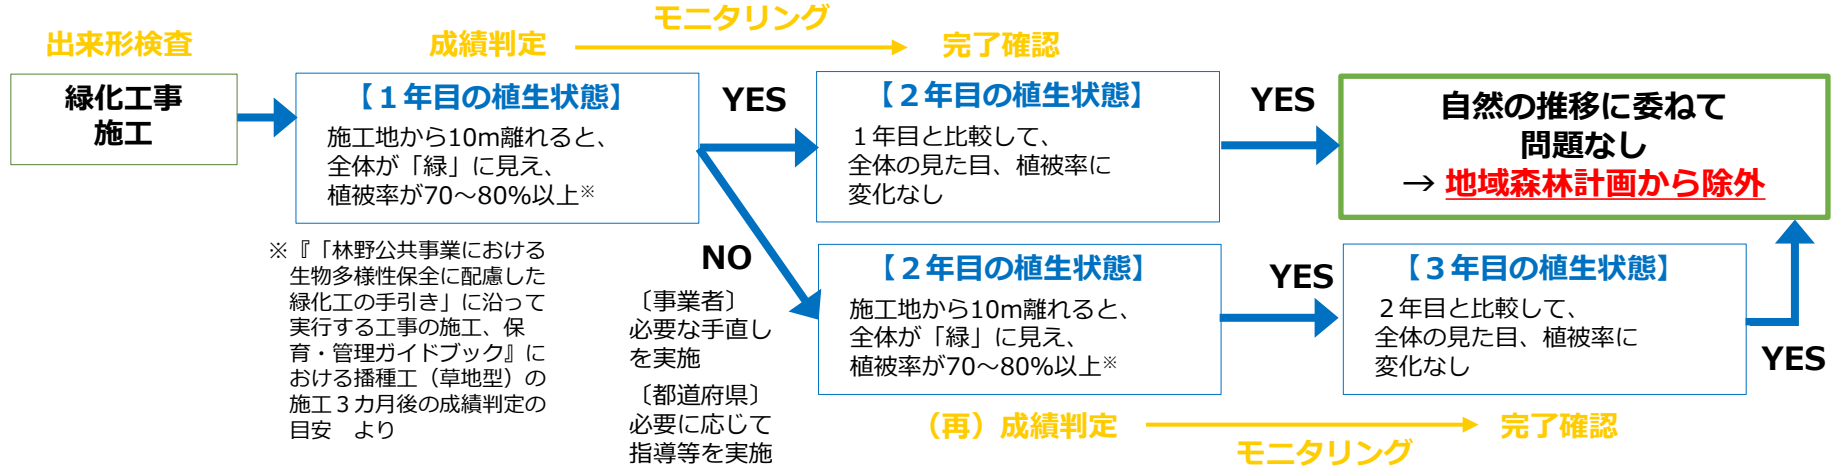 出来形検査
緑化工事
施工
成績判定
モニタリング
完了確認
【１年目の植生状態】
施工地から10m離れると、
全体が「緑」に見え、
植被率が70～80%以上※
YES
【２年目の植生状態】
１年目と比較して、
全体の見た目、植被率に
変化なし
YES
自然の推移に委ねて
問題なし
→ 地域森林計画から除外
※『「林野公共事業における
生物多様性保全に配慮した
緑化工の手引き」に沿って
実行する工事の施工、保
育・管理ガイドブック』に
おける播種工（草地型）の
施工３カ月後の成績判定の
目安　より
NO
〔事業者〕
必要な手直し
を実施
〔都道府県〕
必要に応じて
指導等を実施
【２年目の植生状態】
施工地から10m離れると、
全体が「緑」に見え、
植被率が70～80%以上※
YES
【３年目の植生状態】
２年目と比較して、
全体の見た目、植被率に
変化なし
YES
（再）成績判定
モニタリング
完了確認